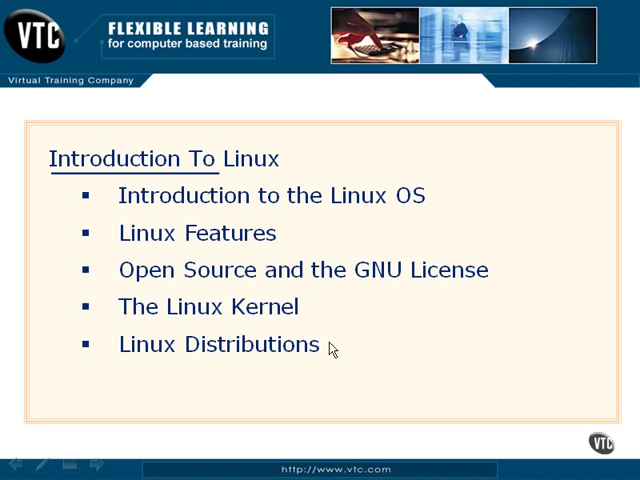 VTC
FLEXIBLE LEARNING
for computer based training
Virtual Training Company
Introduction To Linux
▪ Introduction to the Linux OS
▪ Linux Features
▪ Open Source and the GNU License
▪ The Linux Kernel
▪ Linux Distributions
VTC
http://www.vtc.com